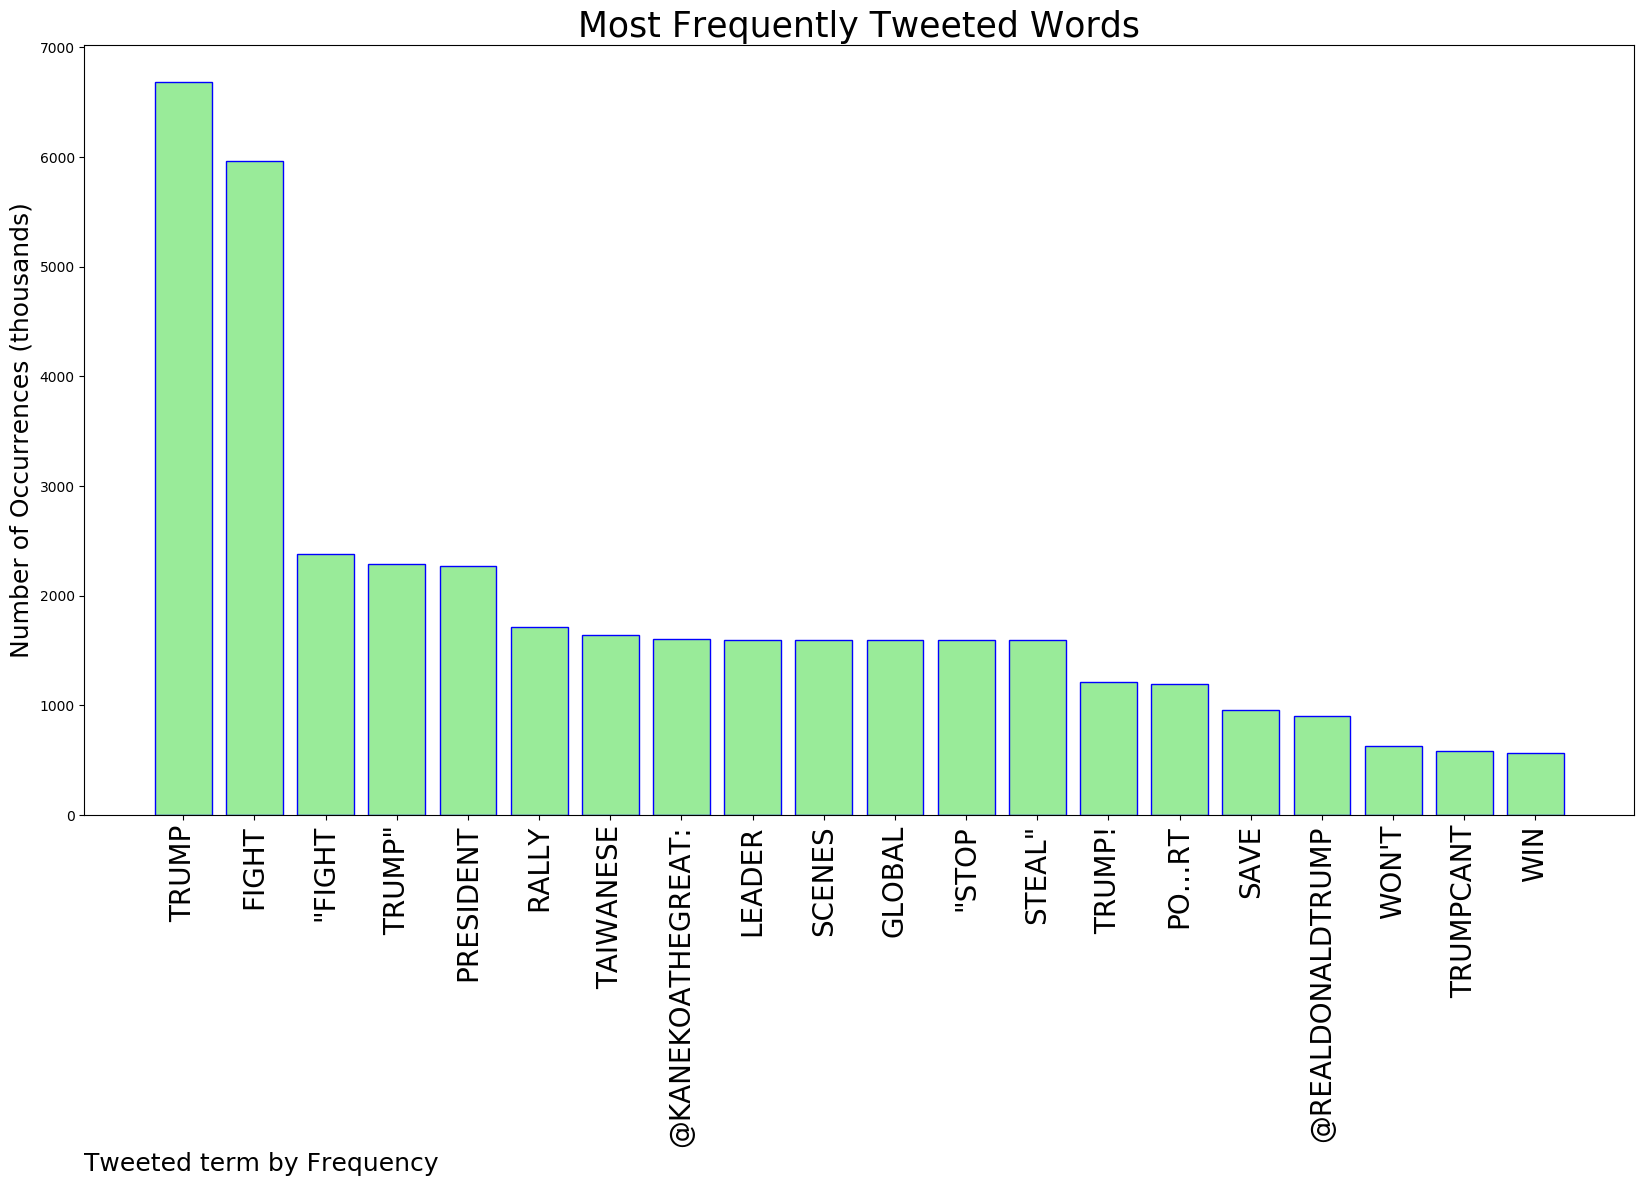 Most Frequently Tweeted Words
Number of Occurrences (thousands)
7000
6000
5000
4000
3000
2000
1000
0
TRUMP
FIGHT
"FIGHT
TRUMP"
PRESIDENT
RALLY
TAIWANESE
@KANEKOATHEGREAT:
LEADER
SCENES
GLOBAL
"STOP
STEAL"
TRUMP!
PO...RT
SAVE
@REALDONALDTRUMP
WON'T
TRUMPCANT
WIN
Tweeted term by Frequency